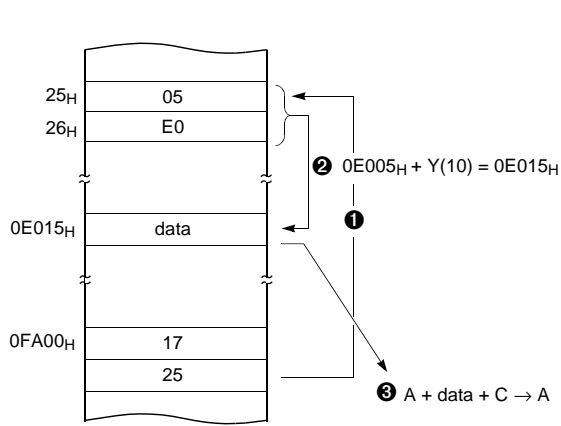 25H 05
26H E0
❷ 0E005H + Y(10) = 0E015H
❶
0E015H data
0FA00H 17
25
❸ A + data + C → A